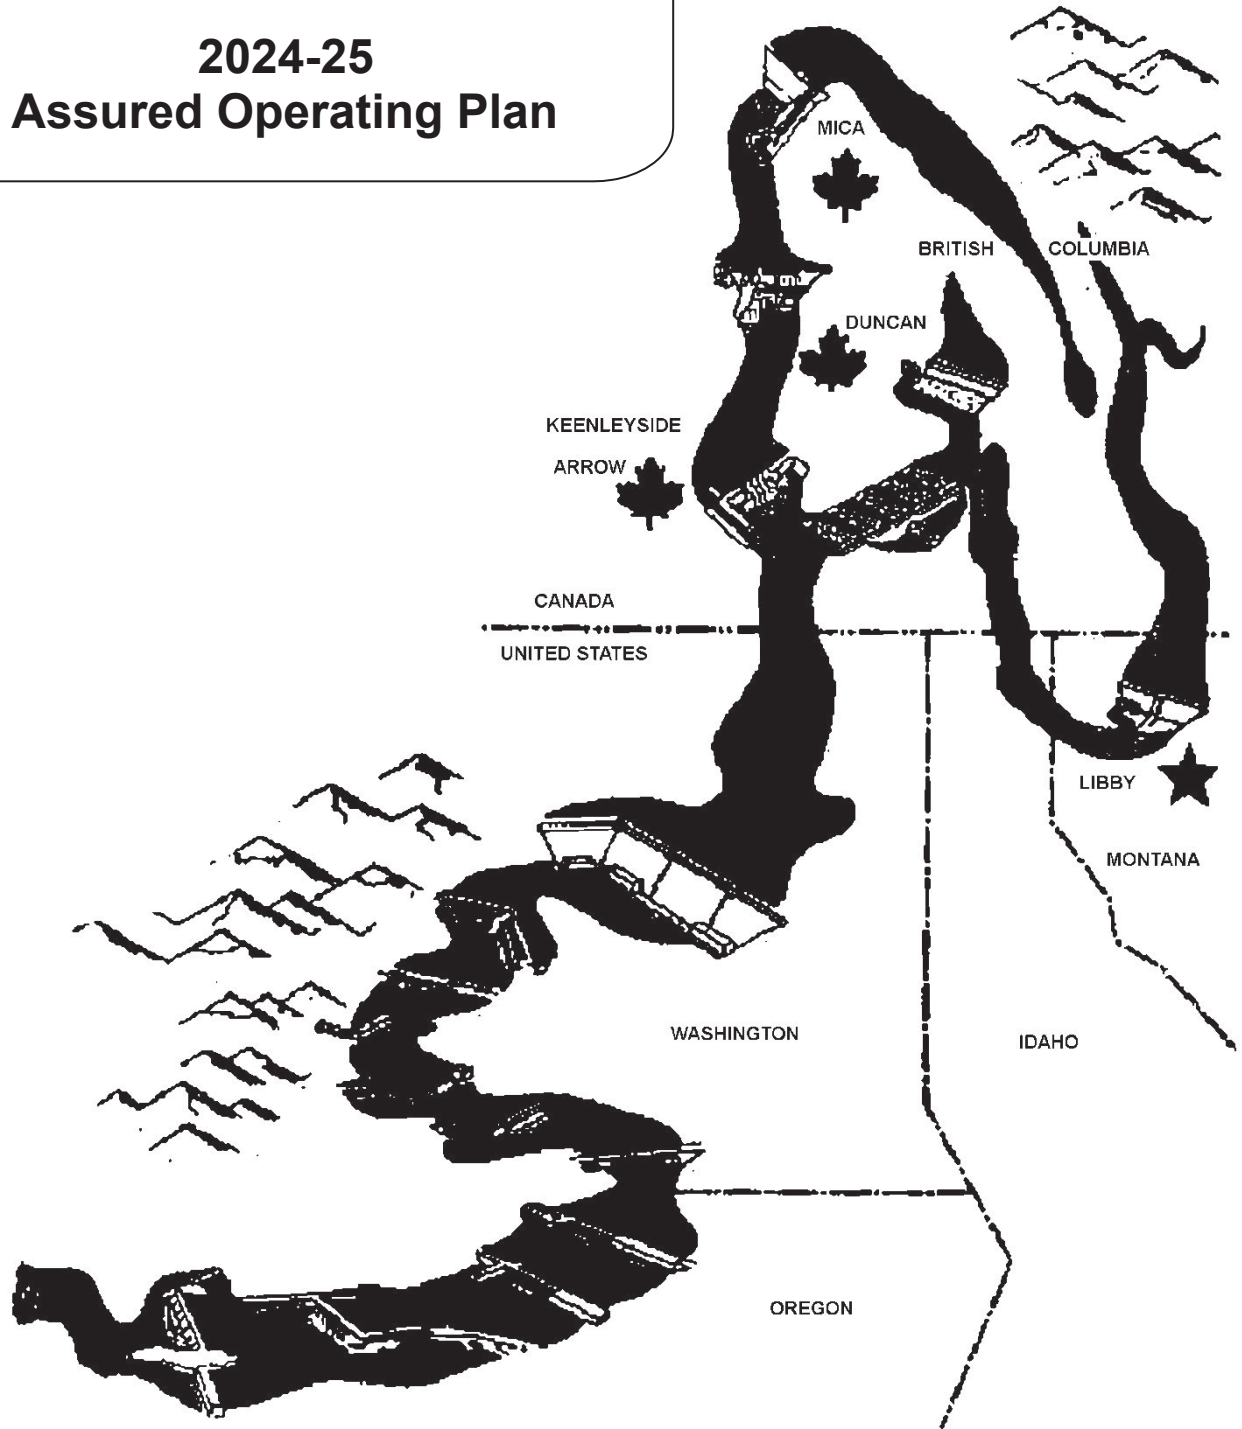 2024-25
Assured Operating Plan
MICA
BRITISH COLUMBIA
DUNCAN
KEENLEYSIDE
ARROW
CANADA
UNITED STATES
LIBBY
MONTANA
WASHINGTON
IDAHO
OREGON